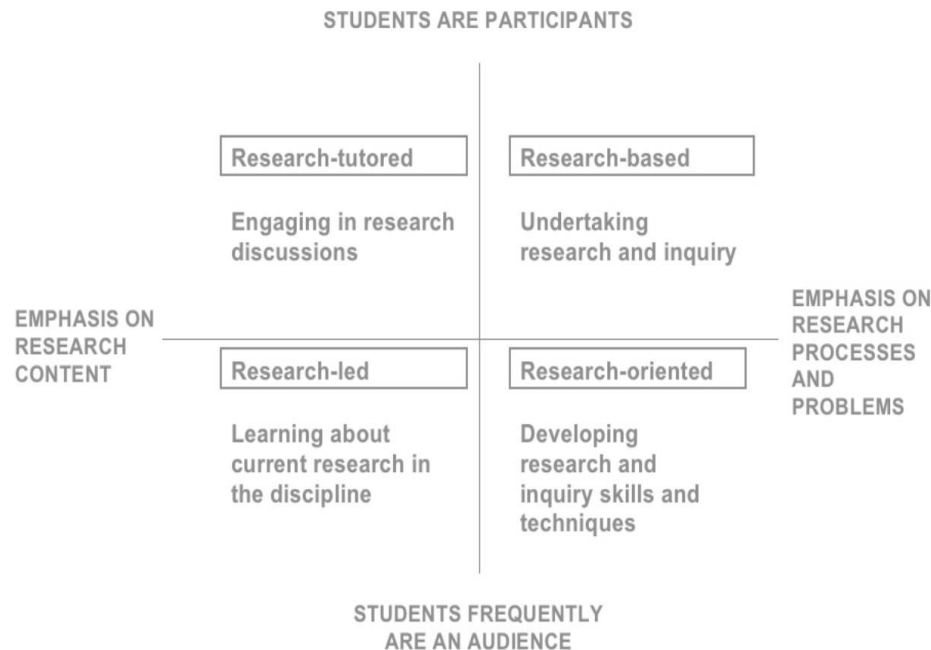 STUDENTS ARE PARTICIPANTS
Research-tutored
Engaging in research
discussions
Research-based
Undertaking
research and inquiry
EMPHASIS ON
RESEARCH
CONTENT
EMPHASIS ON
RESEARCH
PROCESSES
AND
PROBLEMS
Research-led
Learning about
current research in
the discipline
Research-oriented
Developing
research and
inquiry skills and
techniques
STUDENTS FREQUENTLY
ARE AN AUDIENCE